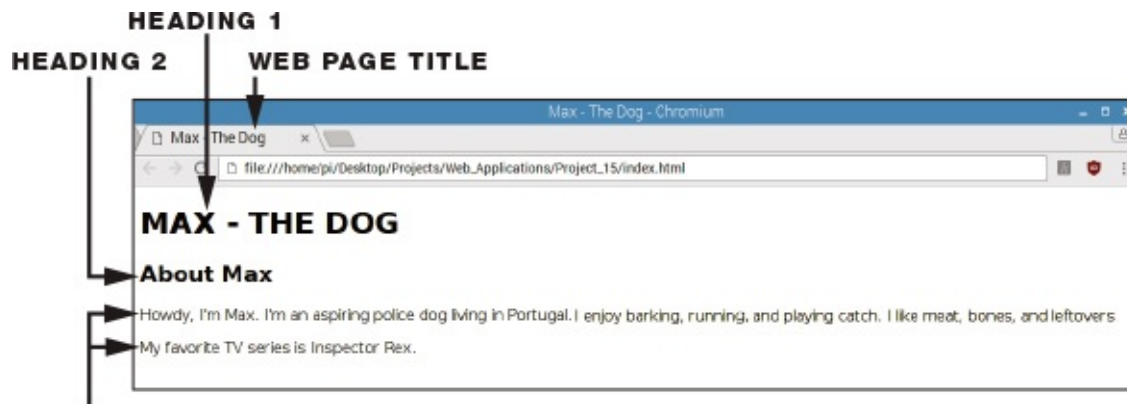 HEADING 1
HEADING 2 WEB PAGE TITLE
Max - The Dog - Chromium
Max - The Dog
file:///home/pi/Desktop/Projects/Web_Applications/Project_15/index.html
MAX - THE DOG
About Max
Howdy, I'm Max. I'm an aspiring police dog living in Portugal. I enjoy barking, running, and playing catch. I like meat, bones, and leftovers
My favorite TV series is Inspector Rex.